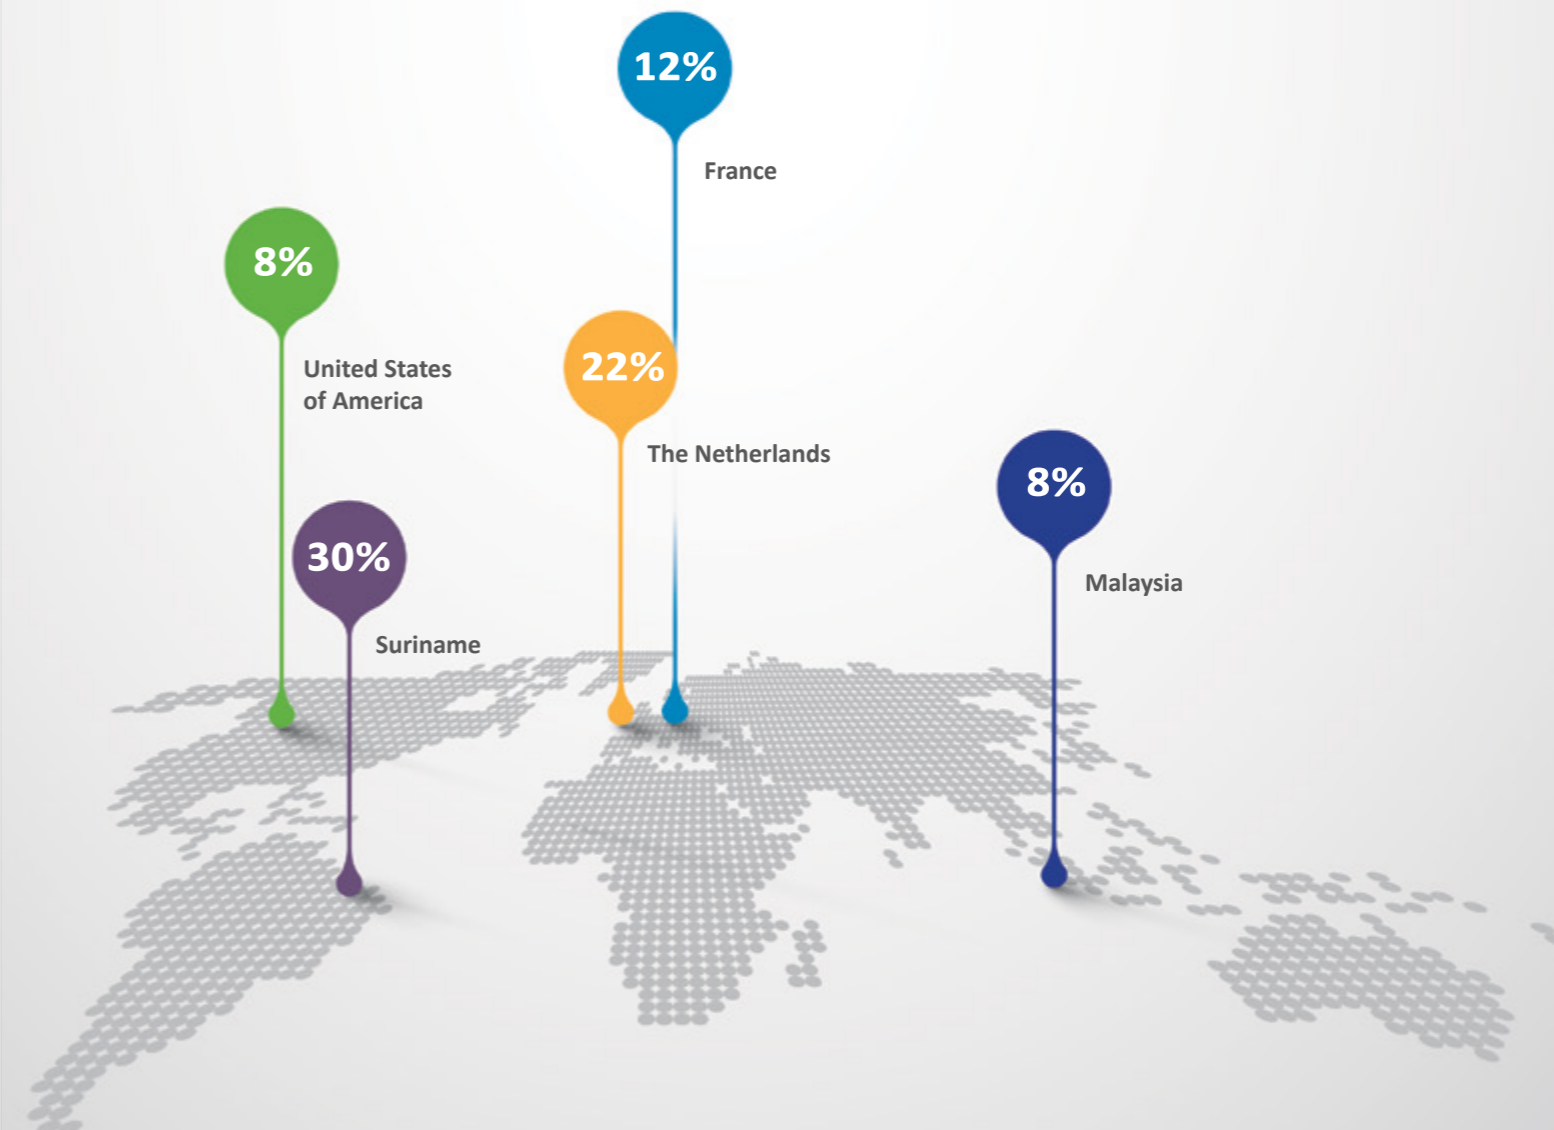 12%
France
8%
United States
of America
22%
The Netherlands
8%
Malaysia
30%
Suriname